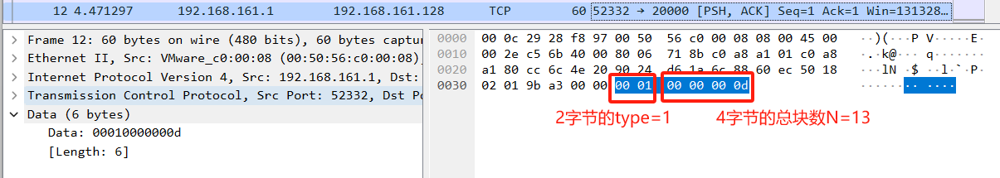 12 4.471297 192.168.161.1 192.168.161.128 TCP 60 52332 → 20000 [PSH, ACK] Seq=1 Ack=1 Win=131328…
Frame 12: 60 bytes on wire (480 bits), 60 bytes captur
Ethernet II, Src: VMware_c0:00:08 (00:50:56:c0:00:08)
Internet Protocol Version 4, Src: 192.168.161.1, Dst:
Transmission Control Protocol, Src Port: 52332, Dst Po
Data (6 bytes)
Data: 00010000000d
[Length: 6]
0000 00 0c 29 28 f8 97 00 50 56 c0 00 08 08 00 45 00 ··)(···P V·····E·
0010 00 2e c5 6b 40 00 80 06 71 8b c0 a8 a1 01 c0 a8 ·.·k@··· q·······
0020 a1 80 cc 6c 4e 20 90 24 d6 1a 6c 88 60 ec 50 18 ···lN ·$ ··l·`·P·
0030 02 01 9b a3 00 00 00 01 00 00 00 0d ········ ····
2字节的type=1
4字节的总块数N=13